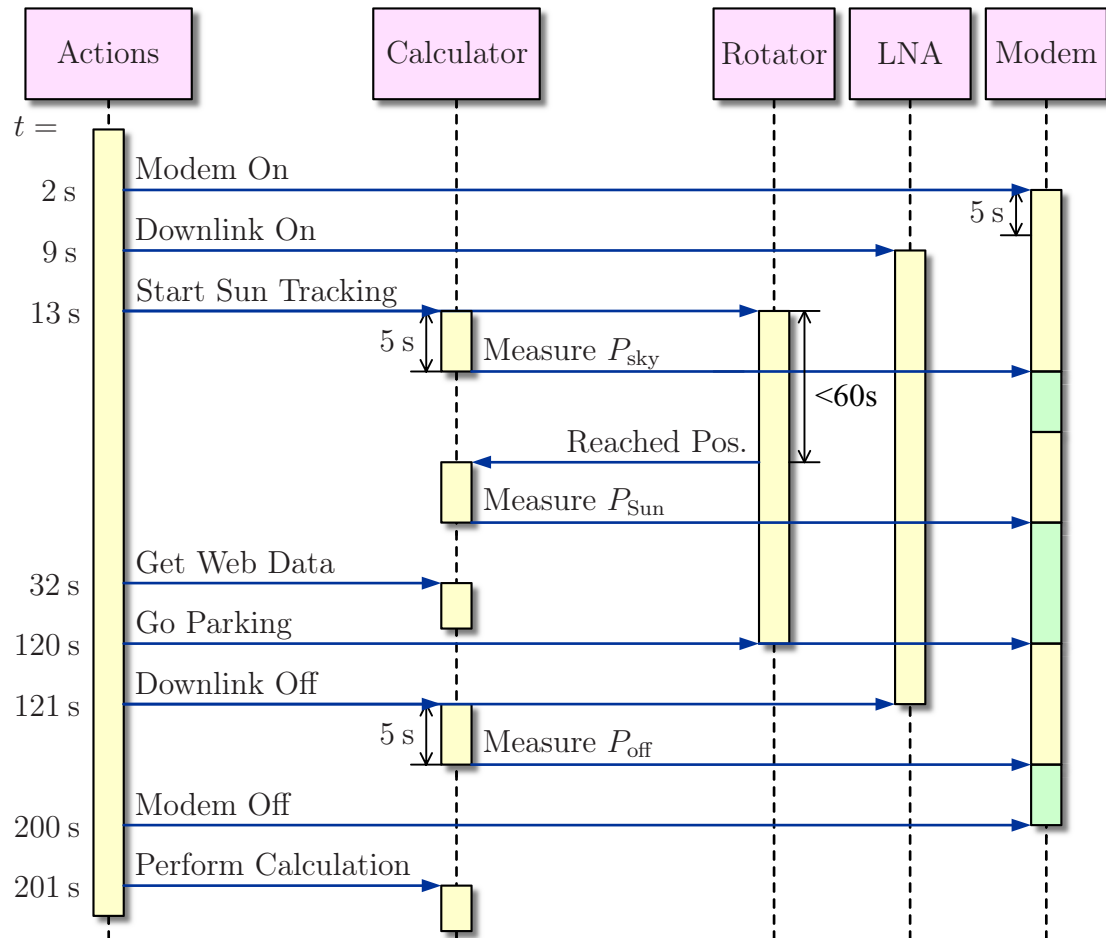 Actions Calculator Rotator LNA Modem
t =
Modem On
2 s
5 s
Downlink On
9 s
Start Sun Tracking
13 s
5 s
Measure P_sky
<60s
Reached Pos.
Measure P_Sun
Get Web Data
32 s
Go Parking
120 s
Downlink Off
121 s
5 s
Measure P_off
Modem Off
200 s
Perform Calculation
201 s